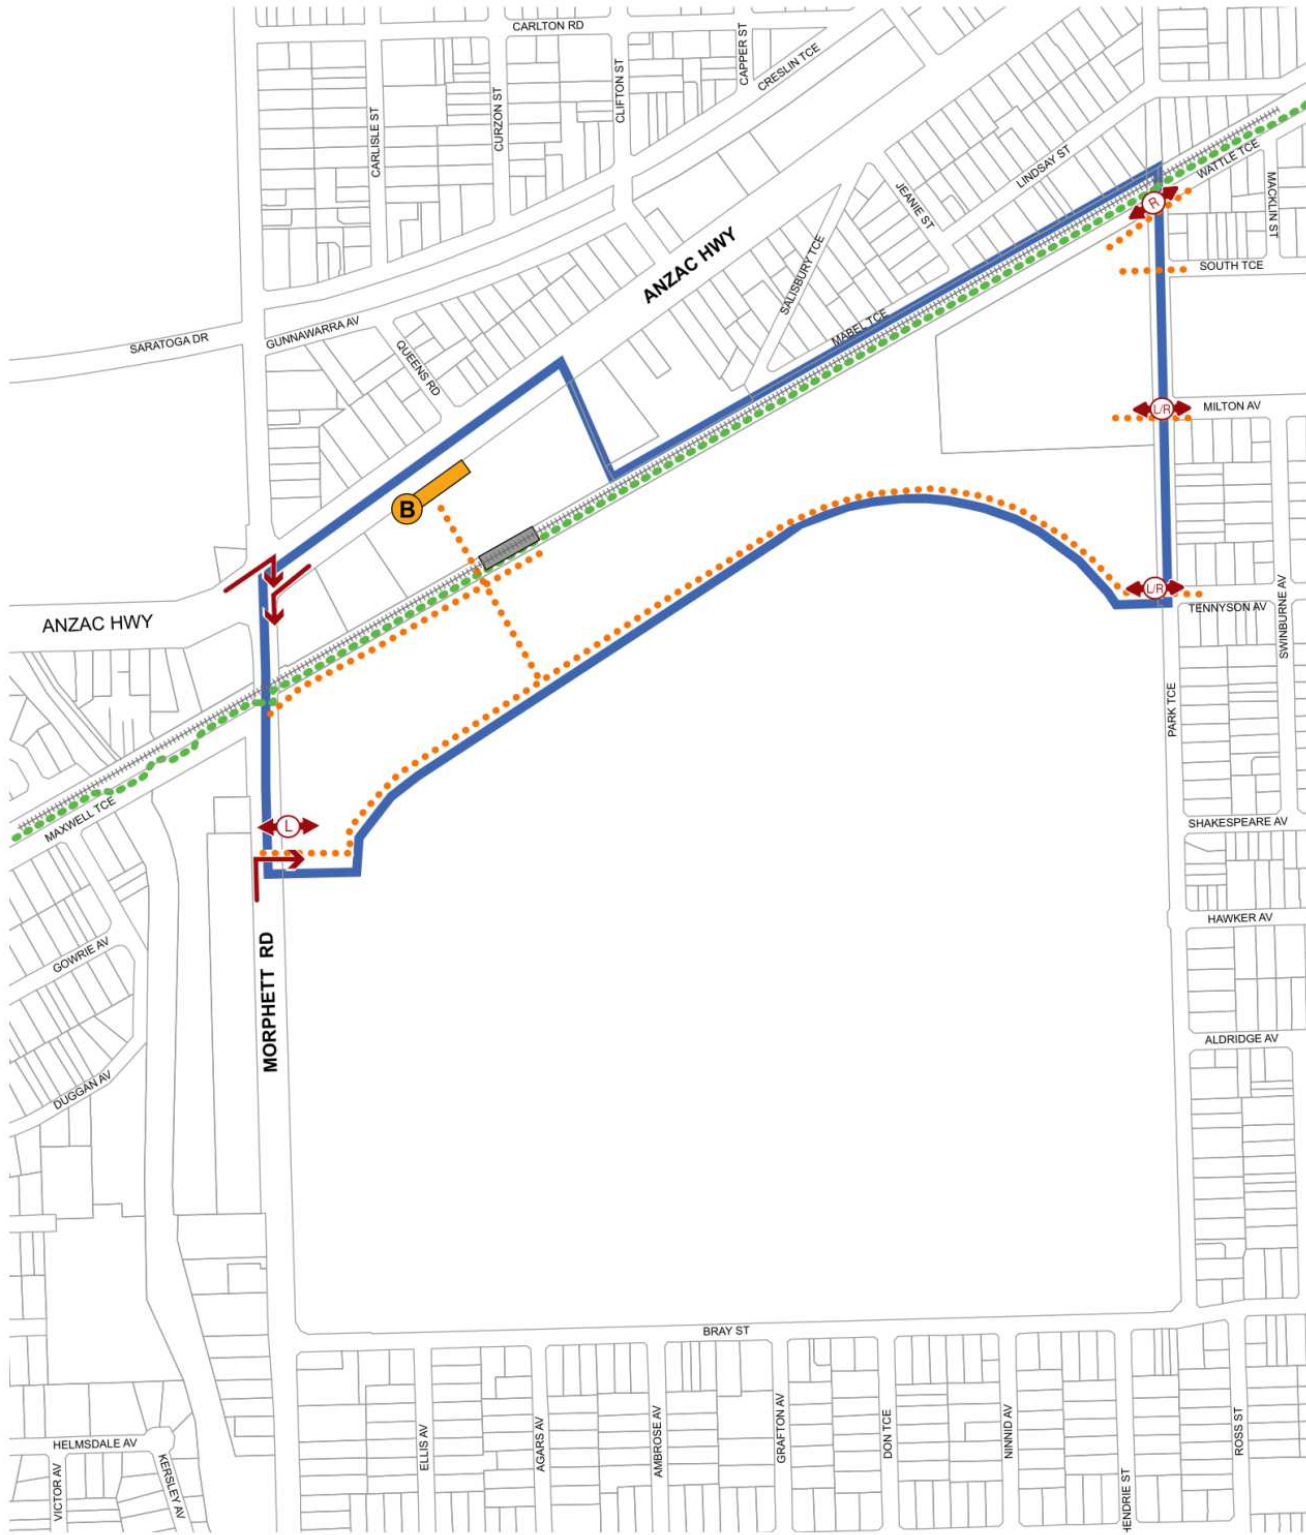 CARLTON RD
CAPPER ST
CRESLIN TCE
CLIFTON ST
CURZON ST
CARLISLE ST
LINDSAY ST
WATTLE TCE
MACKLIN ST
JEANIE ST
R
ANZAC HWY
SALISBURY TCE
SOUTH TCE
MABEL TCE
GUNNAWARRA AV
SARATOGA DR
QUEENS RD
L/R
MILTON AV
B
L/R
TENNYSON AV
SWINBURNE AV
ANZAC HWY
PARK TCE
MAXWELL TCE
L
SHAKESPEARE AV
HAWKER AV
GOWRIE AV
MORPHETT RD
ALDRIDGE AV
DUGGAN AV
BRAY ST
HELMSDALE AV
VICTOR AV
KERSLEY AV
ELLIS AV
AGARS AV
AMBROSE AV
GRAFTON AV
DON TCE
NINNID AV
HENDRIE ST
ROSS ST